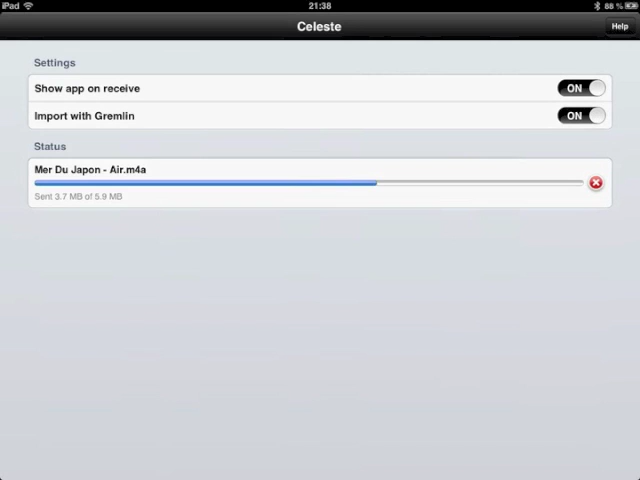 iPad 21:38 88 %
Celeste Help
Settings
Show app on receive ON
Import with Gremlin ON
Status
Mer Du Japon - Air.m4a
Sent 3.7 MB of 5.9 MB